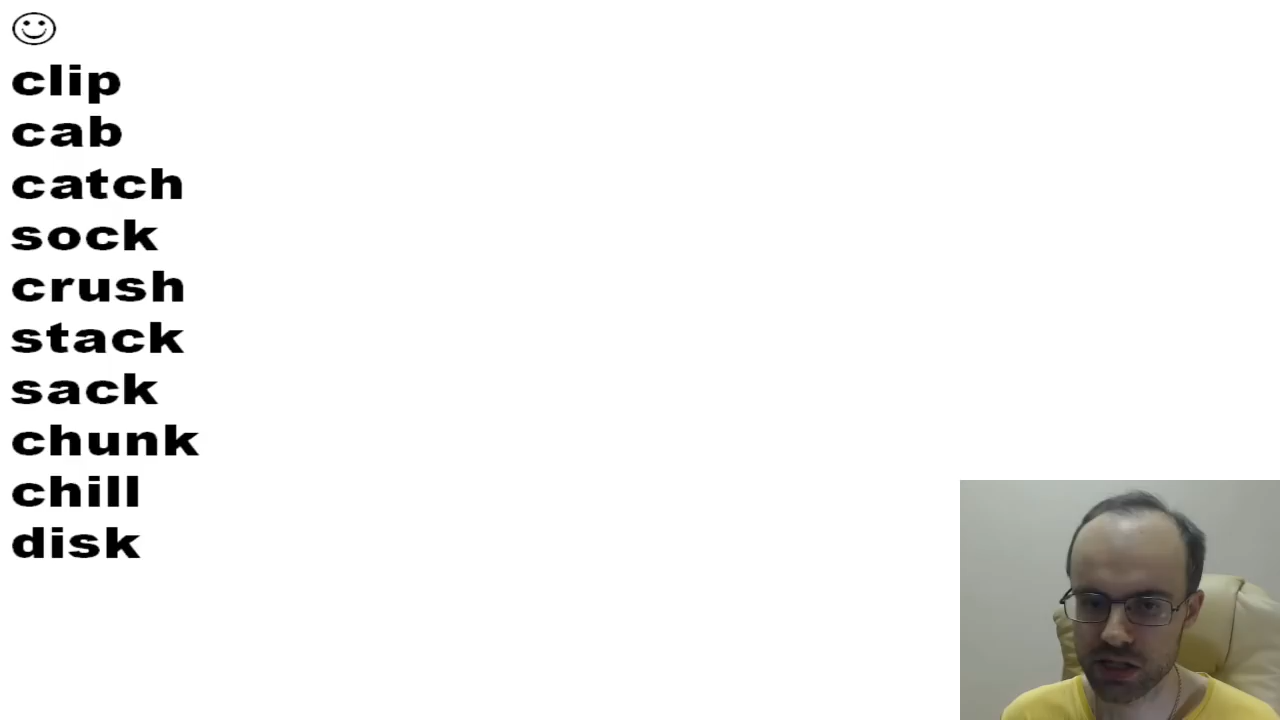 clip
cab
catch
sock
crush
stack
sack
chunk
chill
disk